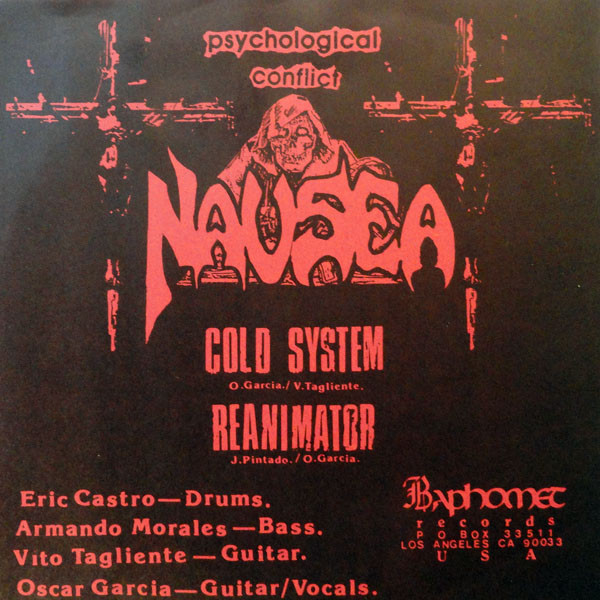 psychological
conflict
NAUSEA
COLD SYSTEM
O.Garcia./V.Tagliente.
REANIMATOR
J.Pintado./O.Garcia.
Eric Castro—Drums.
Armando Morales—Bass.
Vito Tagliente—Guitar.
Oscar Garcia—Guitar/Vocals.
Baphomet
records
PO BOX 33511
LOS ANGELES CA 90033
USA